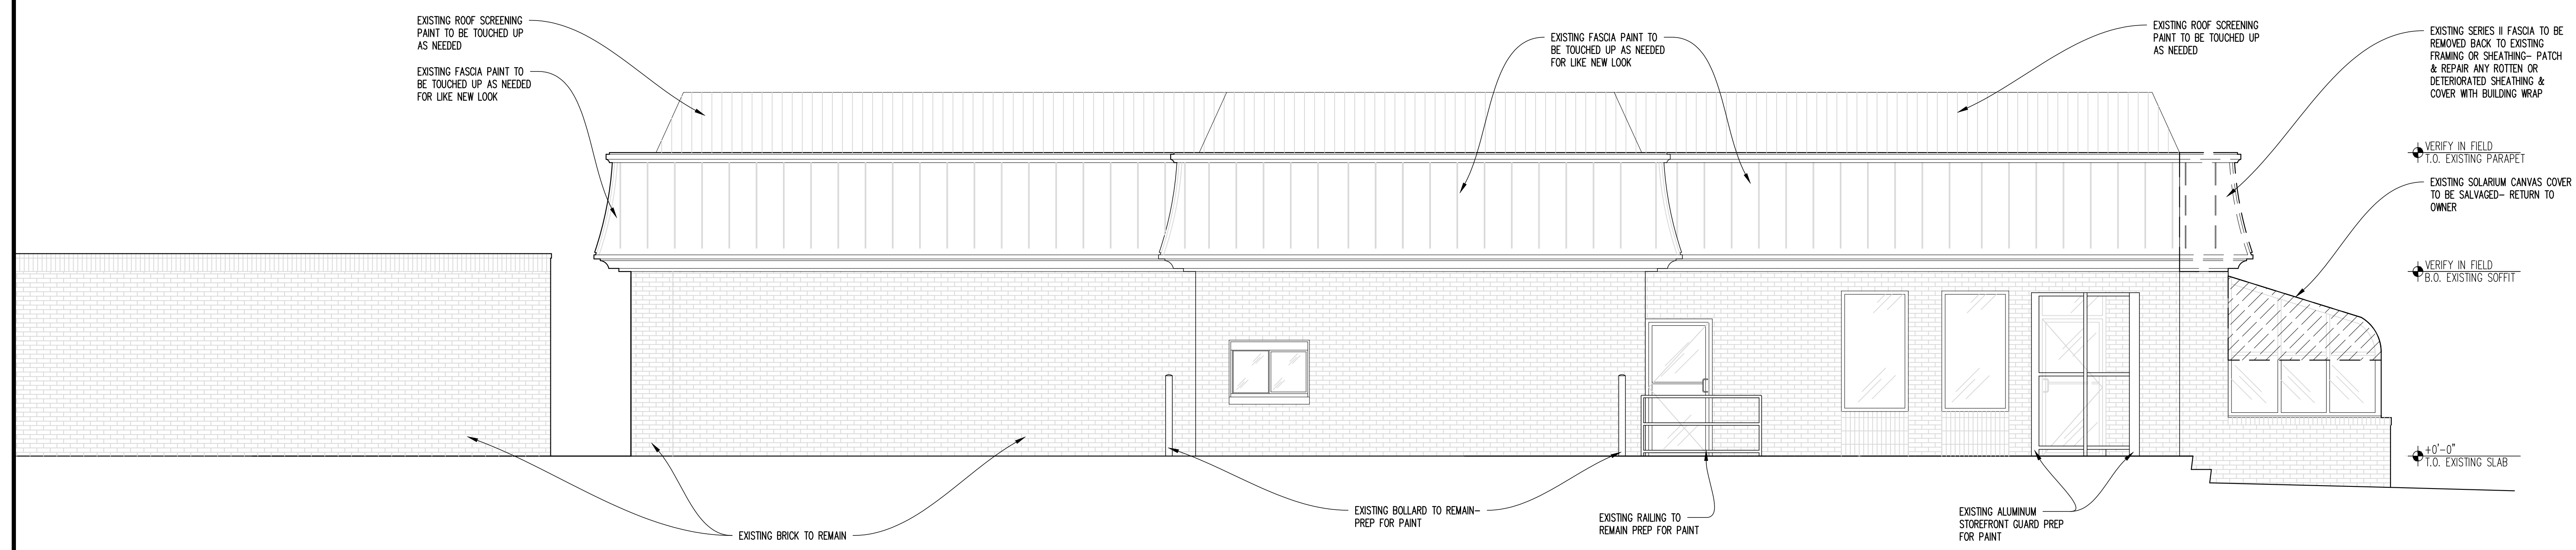 EXISTING ROOF SCREENING
PAINT TO BE TOUCHED UP
AS NEEDED
EXISTING FASCIA PAINT TO
BE TOUCHED UP AS NEEDED
FOR LIKE NEW LOOK
EXISTING FASCIA PAINT TO
BE TOUCHED UP AS NEEDED
FOR LIKE NEW LOOK
EXISTING ROOF SCREENING
PAINT TO BE TOUCHED UP
AS NEEDED
EXISTING SERIES II FASCIA TO BE
REMOVED BACK TO EXISTING
FRAMING OR SHEATHING- PATCH
& REPAIR ANY ROTTEN OR
DETERIORATED SHEATHING &
COVER WITH BUILDING WRAP
VERIFY IN FIELD
T.O. EXISTING PARAPET
EXISTING SOLARIUM CANVAS COVER
TO BE SALVAGED- RETURN TO
OWNER
VERIFY IN FIELD
B.O. EXISTING SOFFIT
+0'-0"
T.O. EXISTING SLAB
EXISTING BRICK TO REMAIN
EXISTING BOLLARD TO REMAIN-
PREP FOR PAINT
EXISTING RAILING TO
REMAIN PREP FOR PAINT
EXISTING ALUMINUM
STOREFRONT GUARD PREP
FOR PAINT